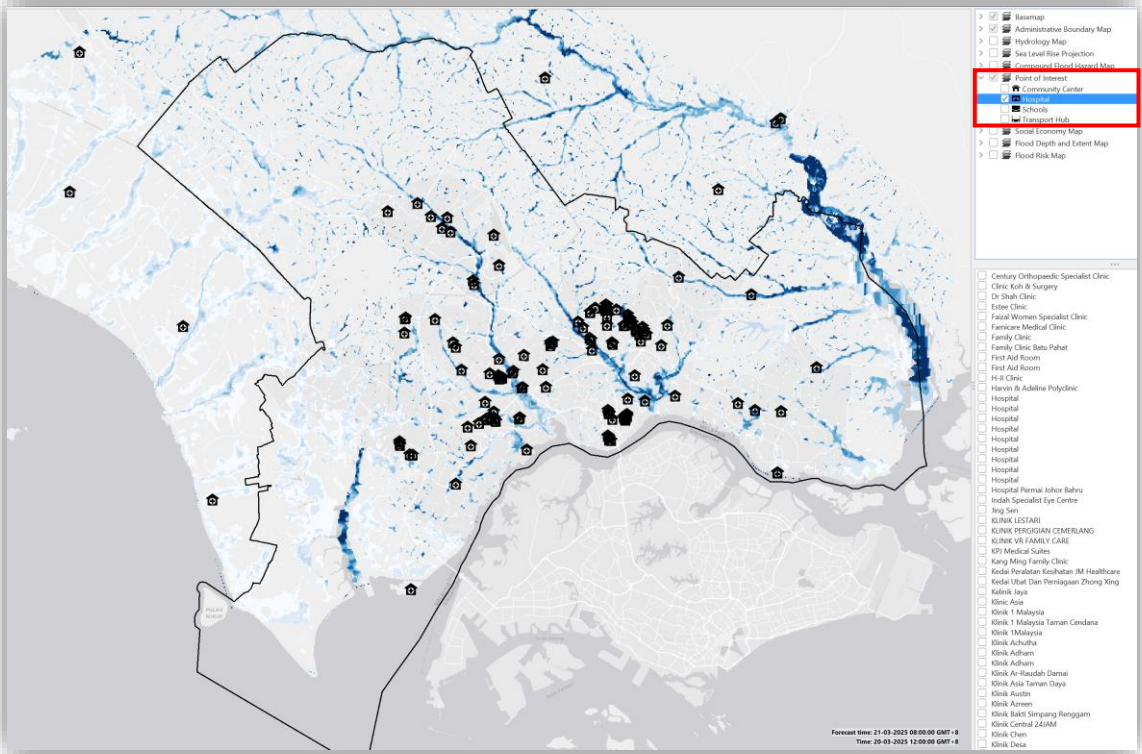 Basemap
Administrative Boundary Map
Hydrology Map
Sea Level Rise Projection
Compound Flood Hazard Map
Point of Interest
Community Center
Hospital
Schools
Transport Hub
Social Economy Map
Flood Depth and Extent Map
Flood Risk Map
Century Orthopaedic Specialist Clinic
Clinic Koh & Surgery
Dr Shah Clinic
Estee Clinic
Faizal Women Specialist Clinic
Famicare Medical Clinic
Family Clinic
Family Clinic Batu Pahat
First Aid Room
First Aid Room
H-II Clinic
Harvin & Adeline Polyclinic
Hospital
Hospital
Hospital
Hospital
Hospital
Hospital
Hospital
Hospital
Hospital
Hospital Permai Johor Bahru
Indah Specialist Eye Centre
Jing Sen
KLINIK LESTARI
KLINIK PERGIGIAN CEMERLANG
KLINIK VR FAMILY CARE
KPJ Medical Suites
Kang Ming Family Clinic
Kedai Peralatan Kesihatan JM Healthcare
Kedai Ubat Dan Perniagaan Zhong Xing
Kelinik Jaya
Klinic Asia
Klinik 1 Malaysia
Klinik 1 Malaysia Taman Cendana
Klinik 1Malaysia
Klinik Achutha
Klinik Adham
Klinik Adham
Klinik Ar-Raudah Damai
Klinik Asia Taman Daya
Klinik Austin
Klinik Azreen
Klinik Bakti Simpang Renggam
Klinik Central 24JAM
Klinik Chen
Klinik Desa
PULAU
KUKUP
Forecast time: 21-03-2025 08:00:00 GMT+8
Time: 20-03-2025 12:00:00 GMT+8